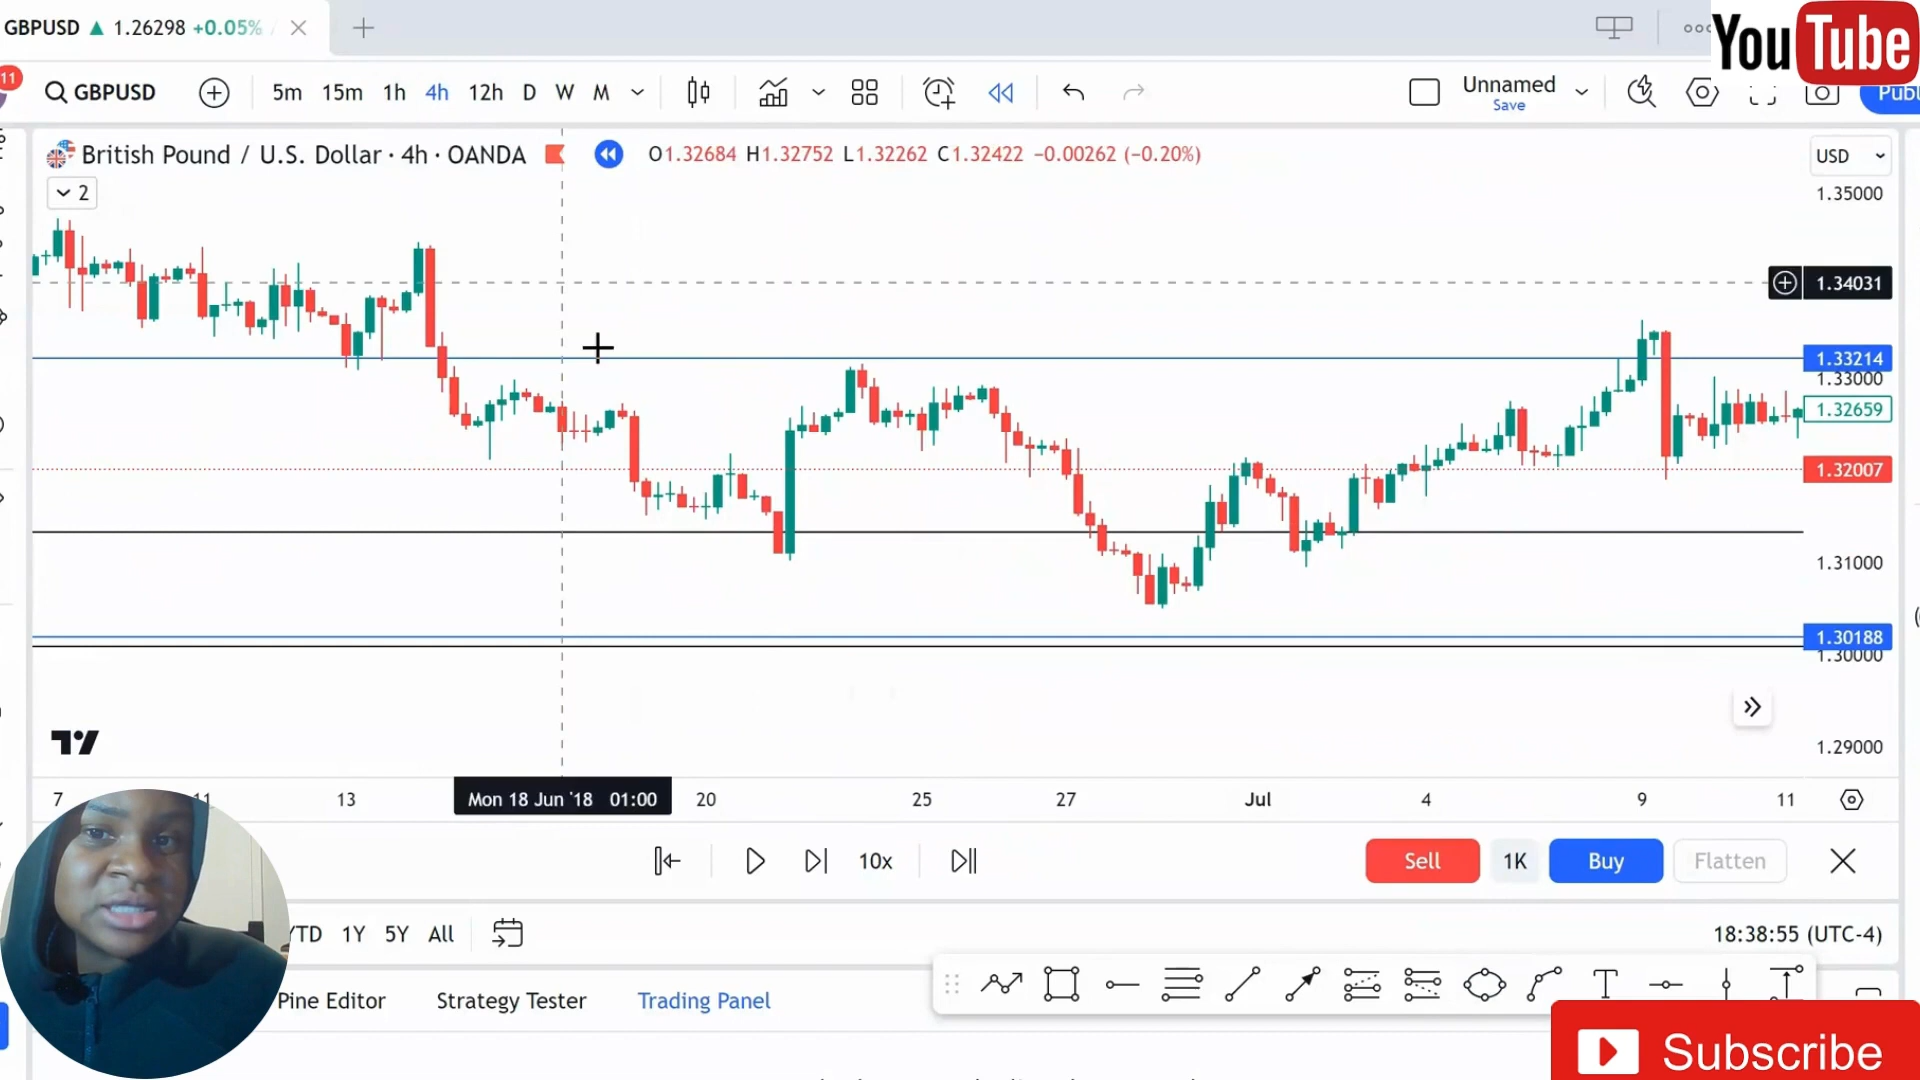 GBPUSD ▲ 1.26298 +0.05%
YouTube
11
GBPUSD 5m 15m 1h 4h 12h D W M Unnamed
Save
British Pound / U.S. Dollar · 4h · OANDA O1.32684 H1.32752 L1.32262 C1.32422 −0.00262 (−0.20%)
USD
2
1.35000
1.34031
1.33214
1.33000
1.32659
1.32007
1.31000
1.30188
1.30000
1.29000
7 11 13 Mon 18 Jun '18 01:00 20 25 27 Jul 4 9 11
10x Sell 1K Buy Flatten
YTD 1Y 5Y All 18:38:55 (UTC-4)
Pine Editor Strategy Tester Trading Panel
Subscribe